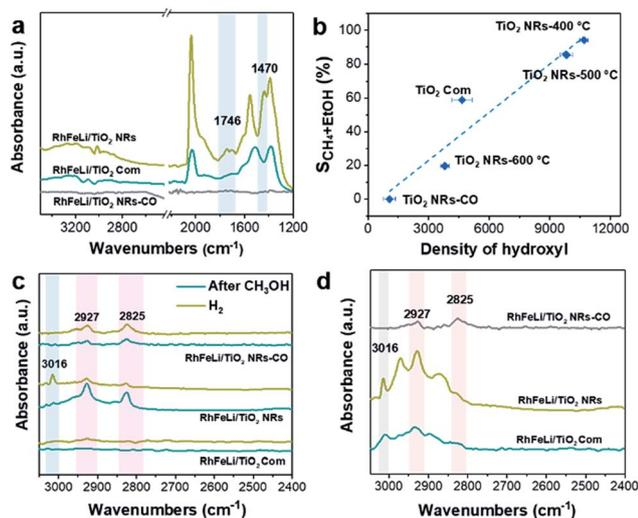 a
Absorbance (a.u.)
1746
1470
RhFeLi/TiO2 NRs
RhFeLi/TiO2 Com
RhFeLi/TiO2 NRs-CO
3200 2800 2000 1600 1200
Wavenumbers (cm-1)
b
SCH4+EtOH (%)
100
80
60
40
20
0
TiO2 NRs-400 °C
TiO2 NRs-500 °C
TiO2 Com
TiO2 NRs-600 °C
TiO2 NRs-CO
0 3000 6000 9000 12000
Density of hydroxyl
c
Absorbance (a.u.)
After CH3OH
H2
2927 2825
RhFeLi/TiO2 NRs-CO
3016
RhFeLi/TiO2 NRs
RhFeLi/TiO2 Com
3000 2900 2800 2700 2600 2500 2400
Wavenumbers (cm-1)
d
Absorbance (a.u.)
2927 2825
RhFeLi/TiO2 NRs-CO
3016
RhFeLi/TiO2 NRs
RhFeLi/TiO2 Com
3000 2900 2800 2700 2600 2500 2400
Wavenumbers (cm-1)